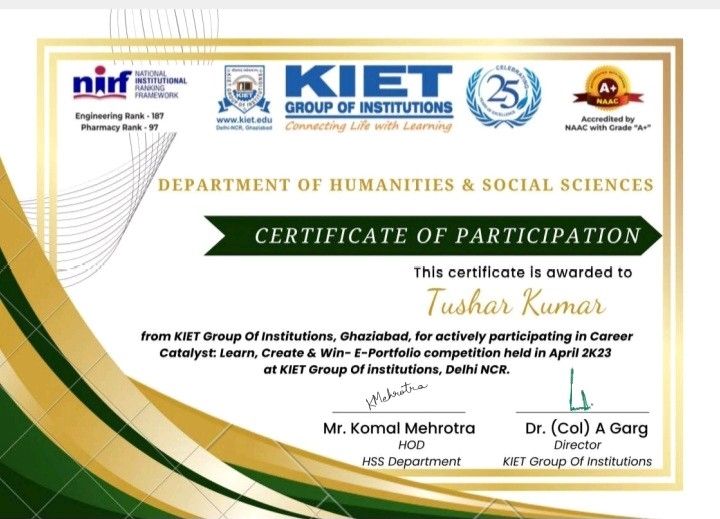 nirf NATIONAL
INSTITUTIONAL
RANKING
FRAMEWORK
Engineering Rank - 187
Pharmacy Rank - 97
KIET
www.kiet.edu
Delhi-NCR, Ghaziabad
KIET
GROUP OF INSTITUTIONS
Connecting Life with Learning
CELEBRATING
25
YEARS OF EXCELLENCE
A+
NAAC
Accredited by
NAAC with Grade "A+"
DEPARTMENT OF HUMANITIES & SOCIAL SCIENCES
CERTIFICATE OF PARTICIPATION
This certificate is awarded to
Tushar Kumar
from KIET Group Of Institutions, Ghaziabad, for actively participating in Career
Catalyst: Learn, Create & Win- E-Portfolio competition held in April 2K23
at KIET Group Of institutions, Delhi NCR.
KMehrotra
Mr. Komal Mehrotra
HOD
HSS Department
Dr. (Col) A Garg
Director
KIET Group Of Institutions